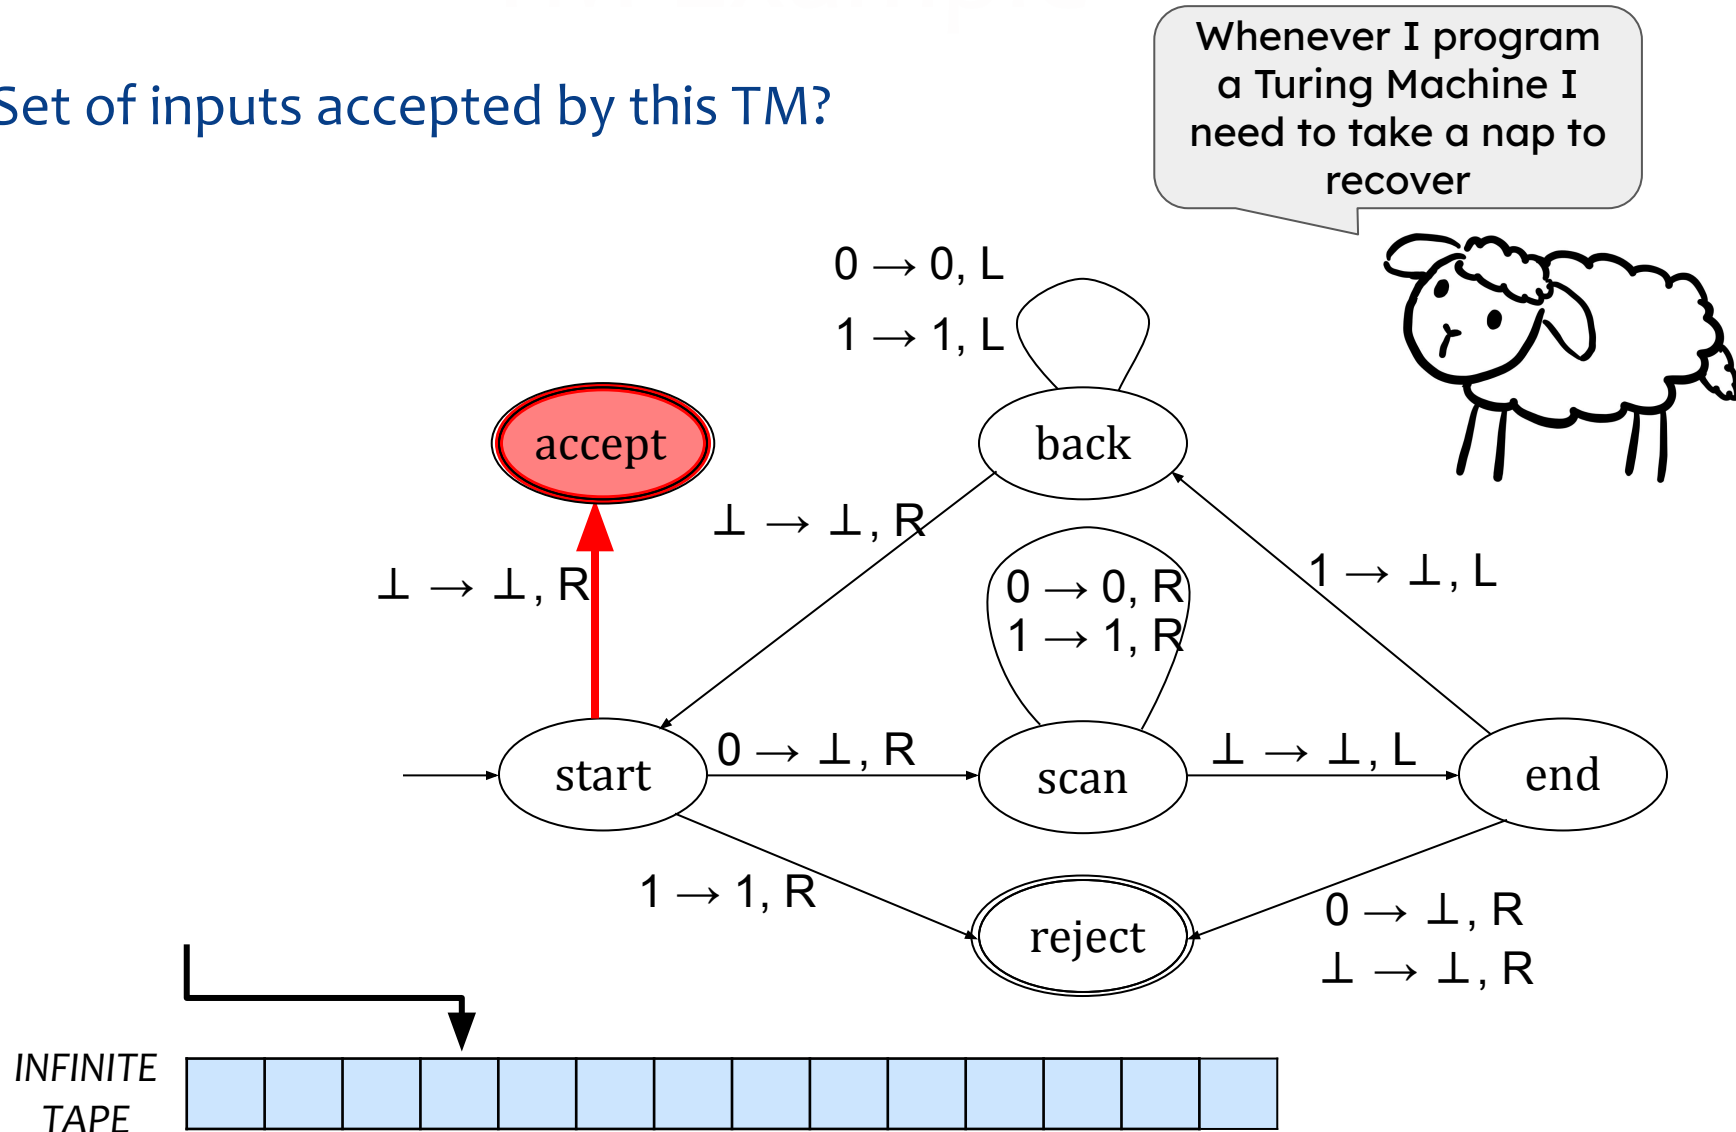 Set of inputs accepted by this TM?
Whenever I program
a Turing Machine I
need to take a nap to
recover
0 → 0, L
1 → 1, L
accept
back
⊥ → ⊥, R
⊥ → ⊥, R
0 → 0, R
1 → 1, R
1 → ⊥, L
start
0 → ⊥, R
scan
⊥ → ⊥, L
end
1 → 1, R
reject
0 → ⊥, R
⊥ → ⊥, R
INFINITE
TAPE